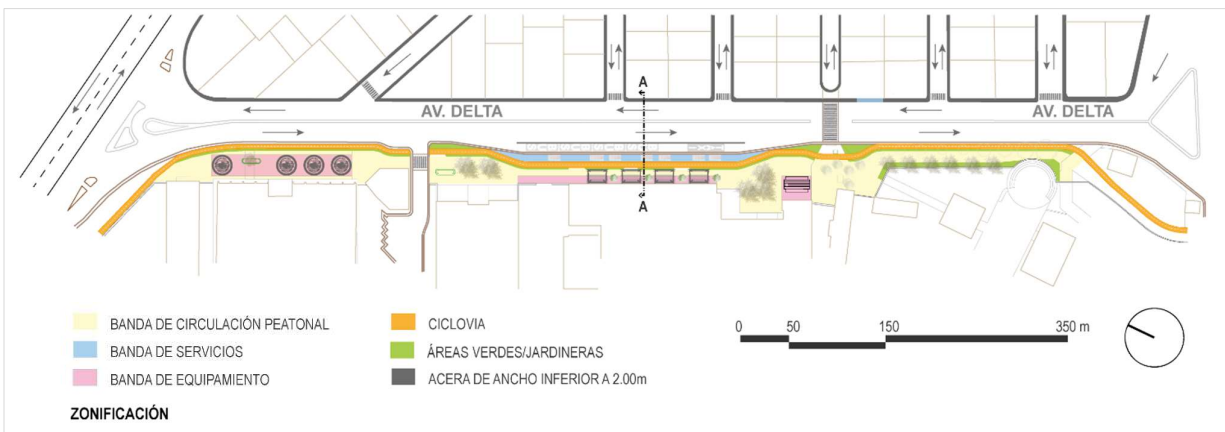 A
AV. DELTA
AV. DELTA
A
BANDA DE CIRCULACIÓN PEATONAL
BANDA DE SERVICIOS
BANDA DE EQUIPAMIENTO
CICLOVIA
ÁREAS VERDES/JARDINERAS
ACERA DE ANCHO INFERIOR A 2.00m
0 50 150 350 m
ZONIFICACIÓN